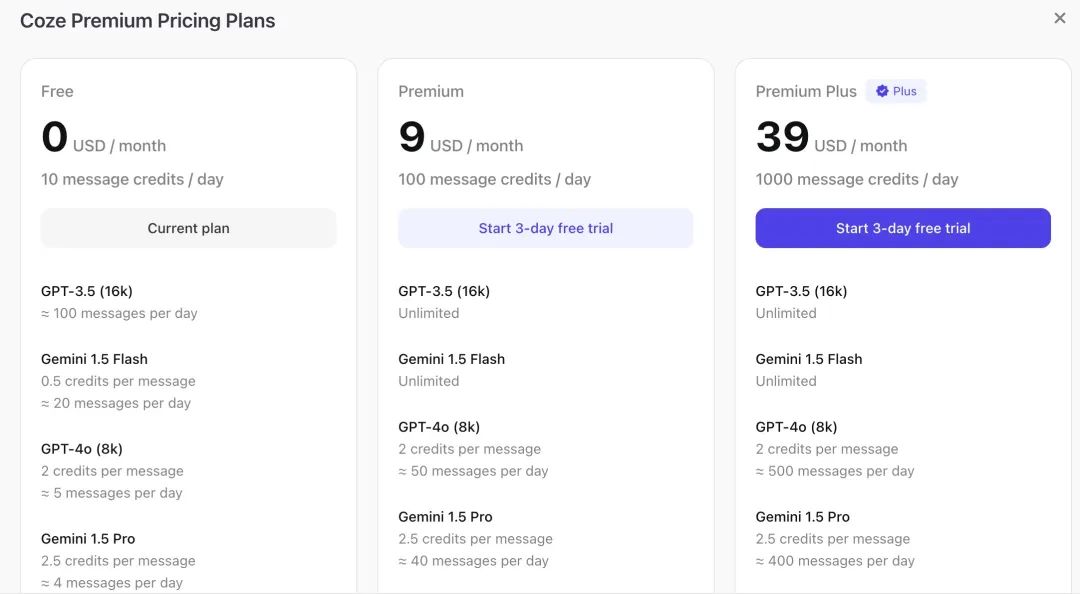 Coze Premium Pricing Plans
Free
0 USD / month
10 message credits / day
Current plan
GPT-3.5 (16k)
≈ 100 messages per day
Gemini 1.5 Flash
0.5 credits per message
≈ 20 messages per day
GPT-4o (8k)
2 credits per message
≈ 5 messages per day
Gemini 1.5 Pro
2.5 credits per message
≈ 4 messages per day
Premium
9 USD / month
100 message credits / day
Start 3-day free trial
GPT-3.5 (16k)
Unlimited
Gemini 1.5 Flash
Unlimited
GPT-4o (8k)
2 credits per message
≈ 50 messages per day
Gemini 1.5 Pro
2.5 credits per message
≈ 40 messages per day
Premium Plus Plus
39 USD / month
1000 message credits / day
Start 3-day free trial
GPT-3.5 (16k)
Unlimited
Gemini 1.5 Flash
Unlimited
GPT-4o (8k)
2 credits per message
≈ 500 messages per day
Gemini 1.5 Pro
2.5 credits per message
≈ 400 messages per day